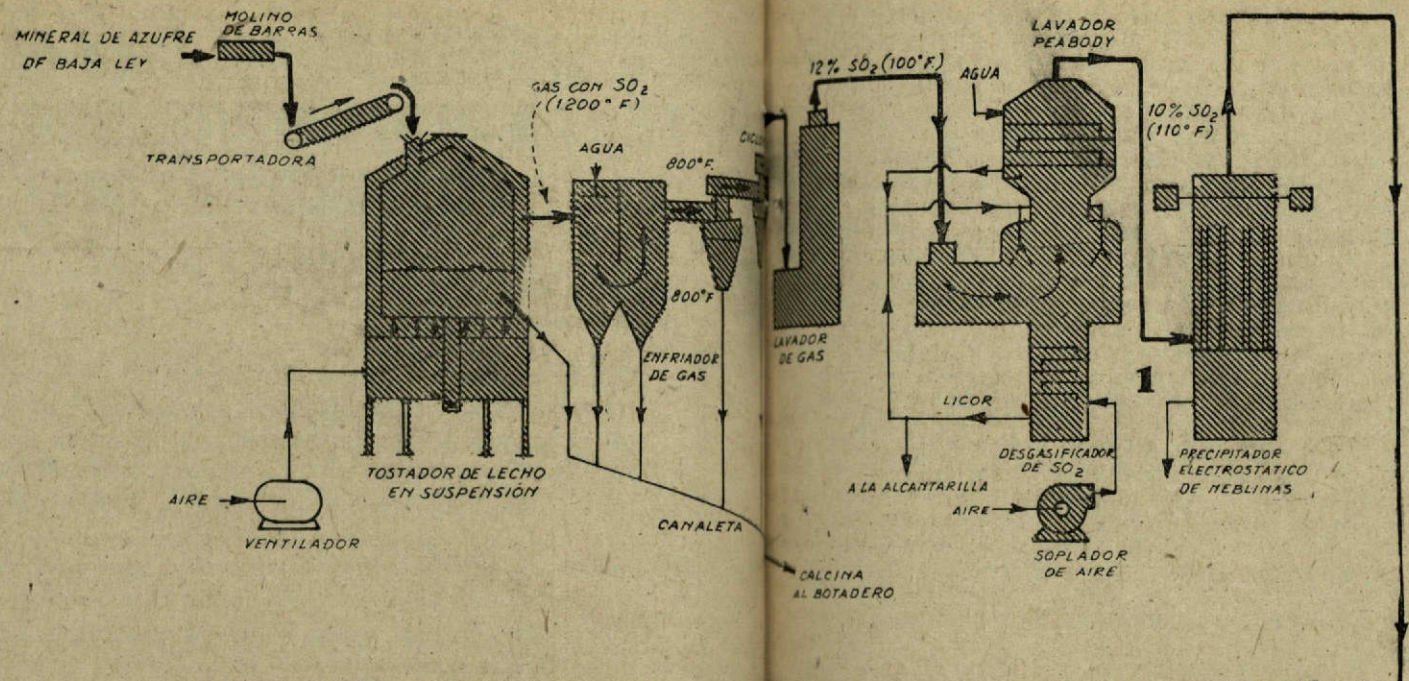 MINERAL DE AZUFRE
DE BAJA LEY
MOLINO
DE BARRAS
TRANSPORTADORA
GAS CON SO2
(1200° F)
AGUA
800°F.
800°F
ENFRIADOR
DE GAS
TOSTADOR DE LECHO
EN SUSPENSIÓN
AIRE
VENTILADOR
CANALETA
CALCINA
AL BOTADERO
12% SO2 (100°F.)
LAVADOR
DE GAS
LAVADOR
PEABODY
AGUA
10% SO2
(110°F)
LICOR
A LA ALCANTARILLA
DESGASIFICADOR
DE SO2
AIRE
SOPLADOR
DE AIRE
1
PRECIPITADOR
ELECTROSTATICO
DE NEBLINAS